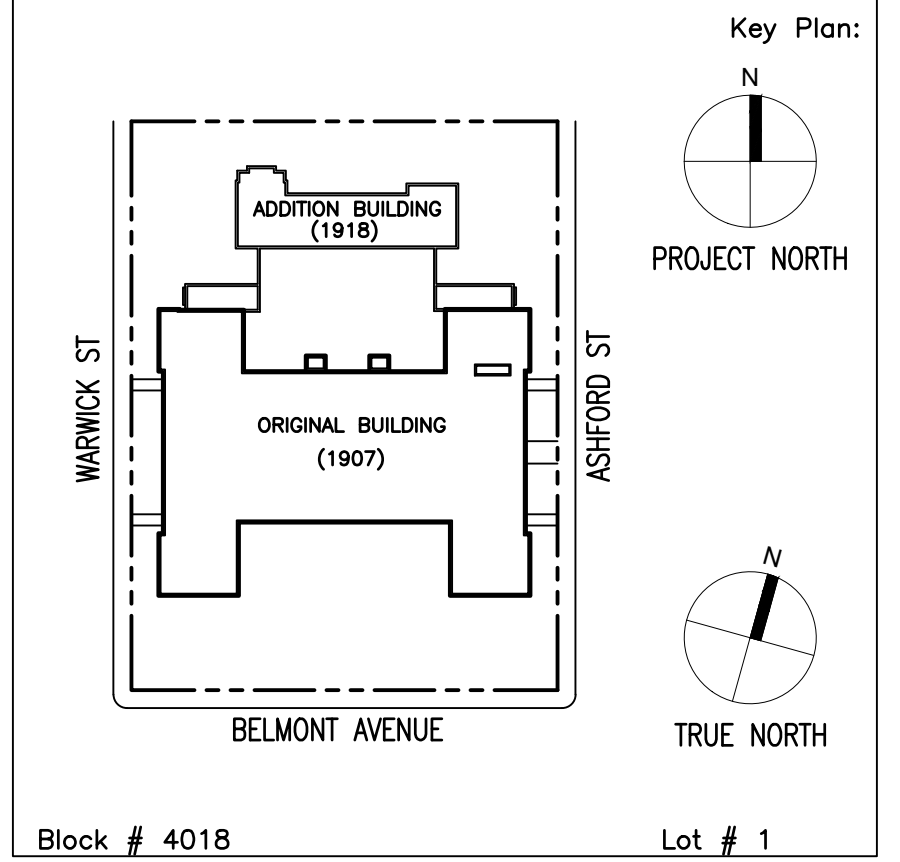 Key Plan:
N
PROJECT NORTH
ADDITION BUILDING
(1918)
WARWICK ST
ASHFORD ST
ORIGINAL BUILDING
(1907)
N
TRUE NORTH
BELMONT AVENUE
Block # 4018
Lot # 1